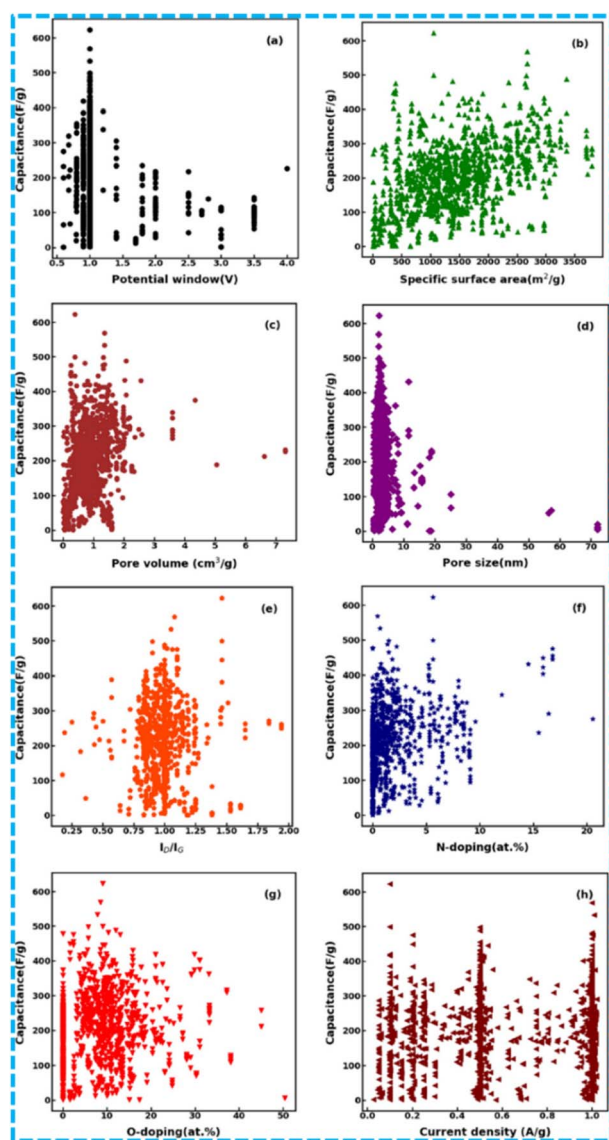 (a)
Capacitance(F/g)
600
500
400
300
200
100
0
0.5 1.0 1.5 2.0 2.5 3.0 3.5 4.0
Potential window(V)
(b)
Capacitance(F/g)
600
500
400
300
200
100
0
0 500 1000 1500 2000 2500 3000 3500
Specific surface area(m²/g)
(c)
Capacitance(F/g)
600
500
400
300
200
100
0
0 1 2 3 4 5 6 7
Pore volume (cm³/g)
(d)
Capacitance(F/g)
600
500
400
300
200
100
0
0 10 20 30 40 50 60 70
Pore size(nm)
(e)
Capacitance(F/g)
600
500
400
300
200
100
0
0.25 0.50 0.75 1.00 1.25 1.50 1.75 2.00
I_D/I_G
(f)
Capacitance(F/g)
600
500
400
300
200
100
0
0 5 10 15 20
N-doping(at.%)
(g)
Capacitance(F/g)
600
500
400
300
200
100
0
0 10 20 30 40 50
O-doping(at.%)
(h)
Capacitance(F/g)
600
500
400
300
200
100
0
0.0 0.2 0.4 0.6 0.8 1.0
Current density (A/g)